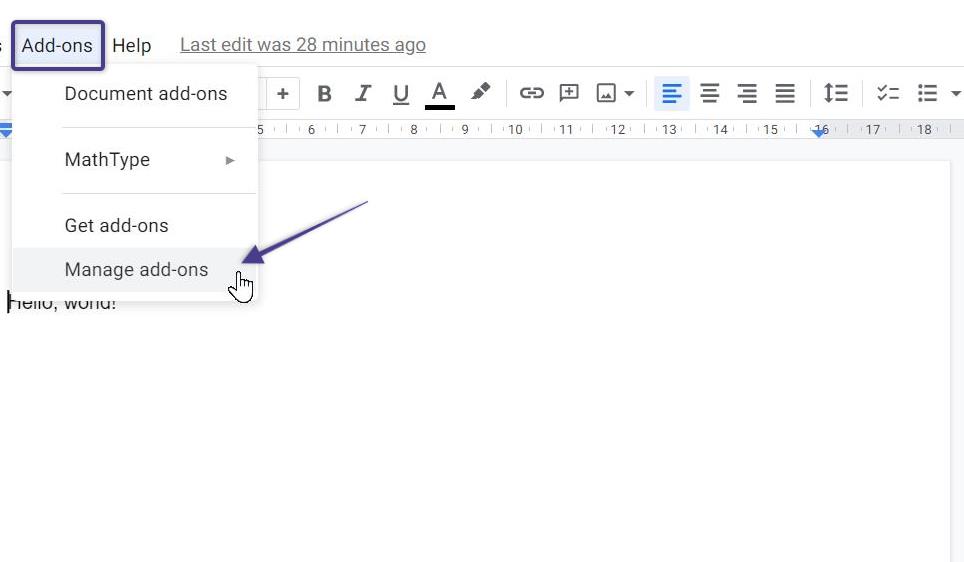 Add-ons Help Last edit was 28 minutes ago
Document add-ons
+ B I U A
5 6 7 8 9 10 11 12 13 14 15 16 17 18
MathType
Get add-ons
Manage add-ons
Hello, world!